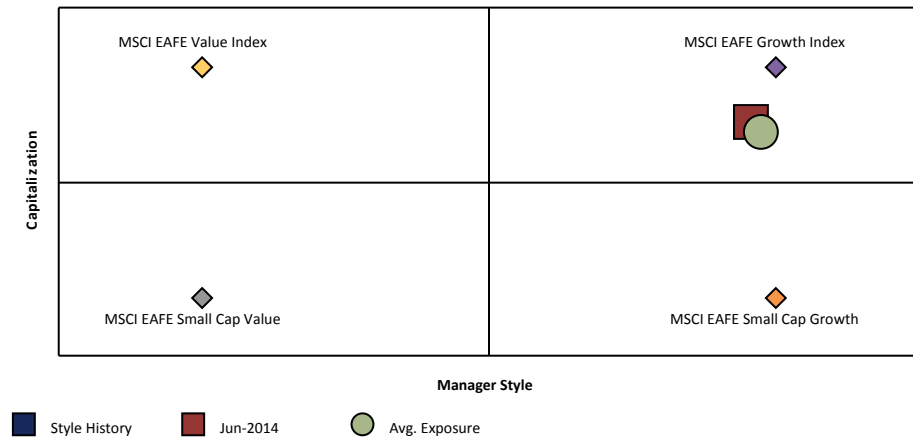 MSCI EAFE Value Index
MSCI EAFE Growth Index
Capitalization
MSCI EAFE Small Cap Value
MSCI EAFE Small Cap Growth
Manager Style
Style History
Jun-2014
Avg. Exposure